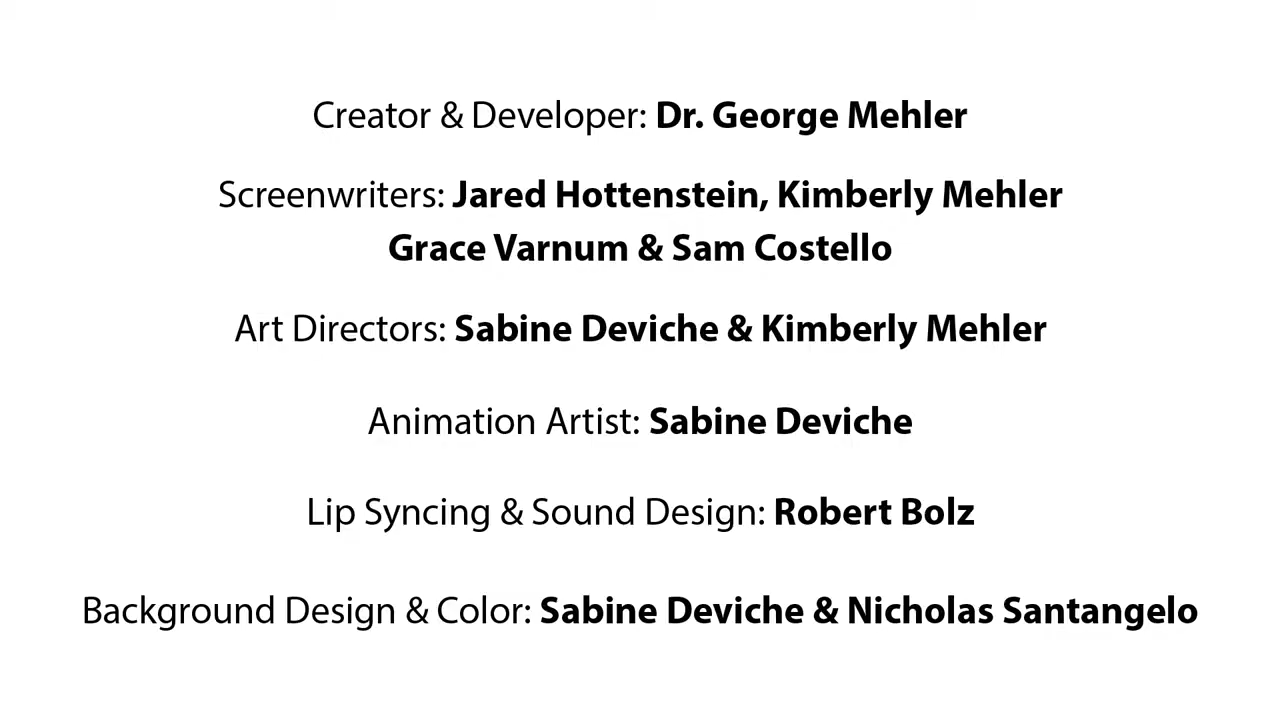 Creator & Developer: Dr. George Mehler
Screenwriters: Jared Hottenstein, Kimberly Mehler
Grace Varnum & Sam Costello
Art Directors: Sabine Deviche & Kimberly Mehler
Animation Artist: Sabine Deviche
Lip Syncing & Sound Design: Robert Bolz
Background Design & Color: Sabine Deviche & Nicholas Santangelo